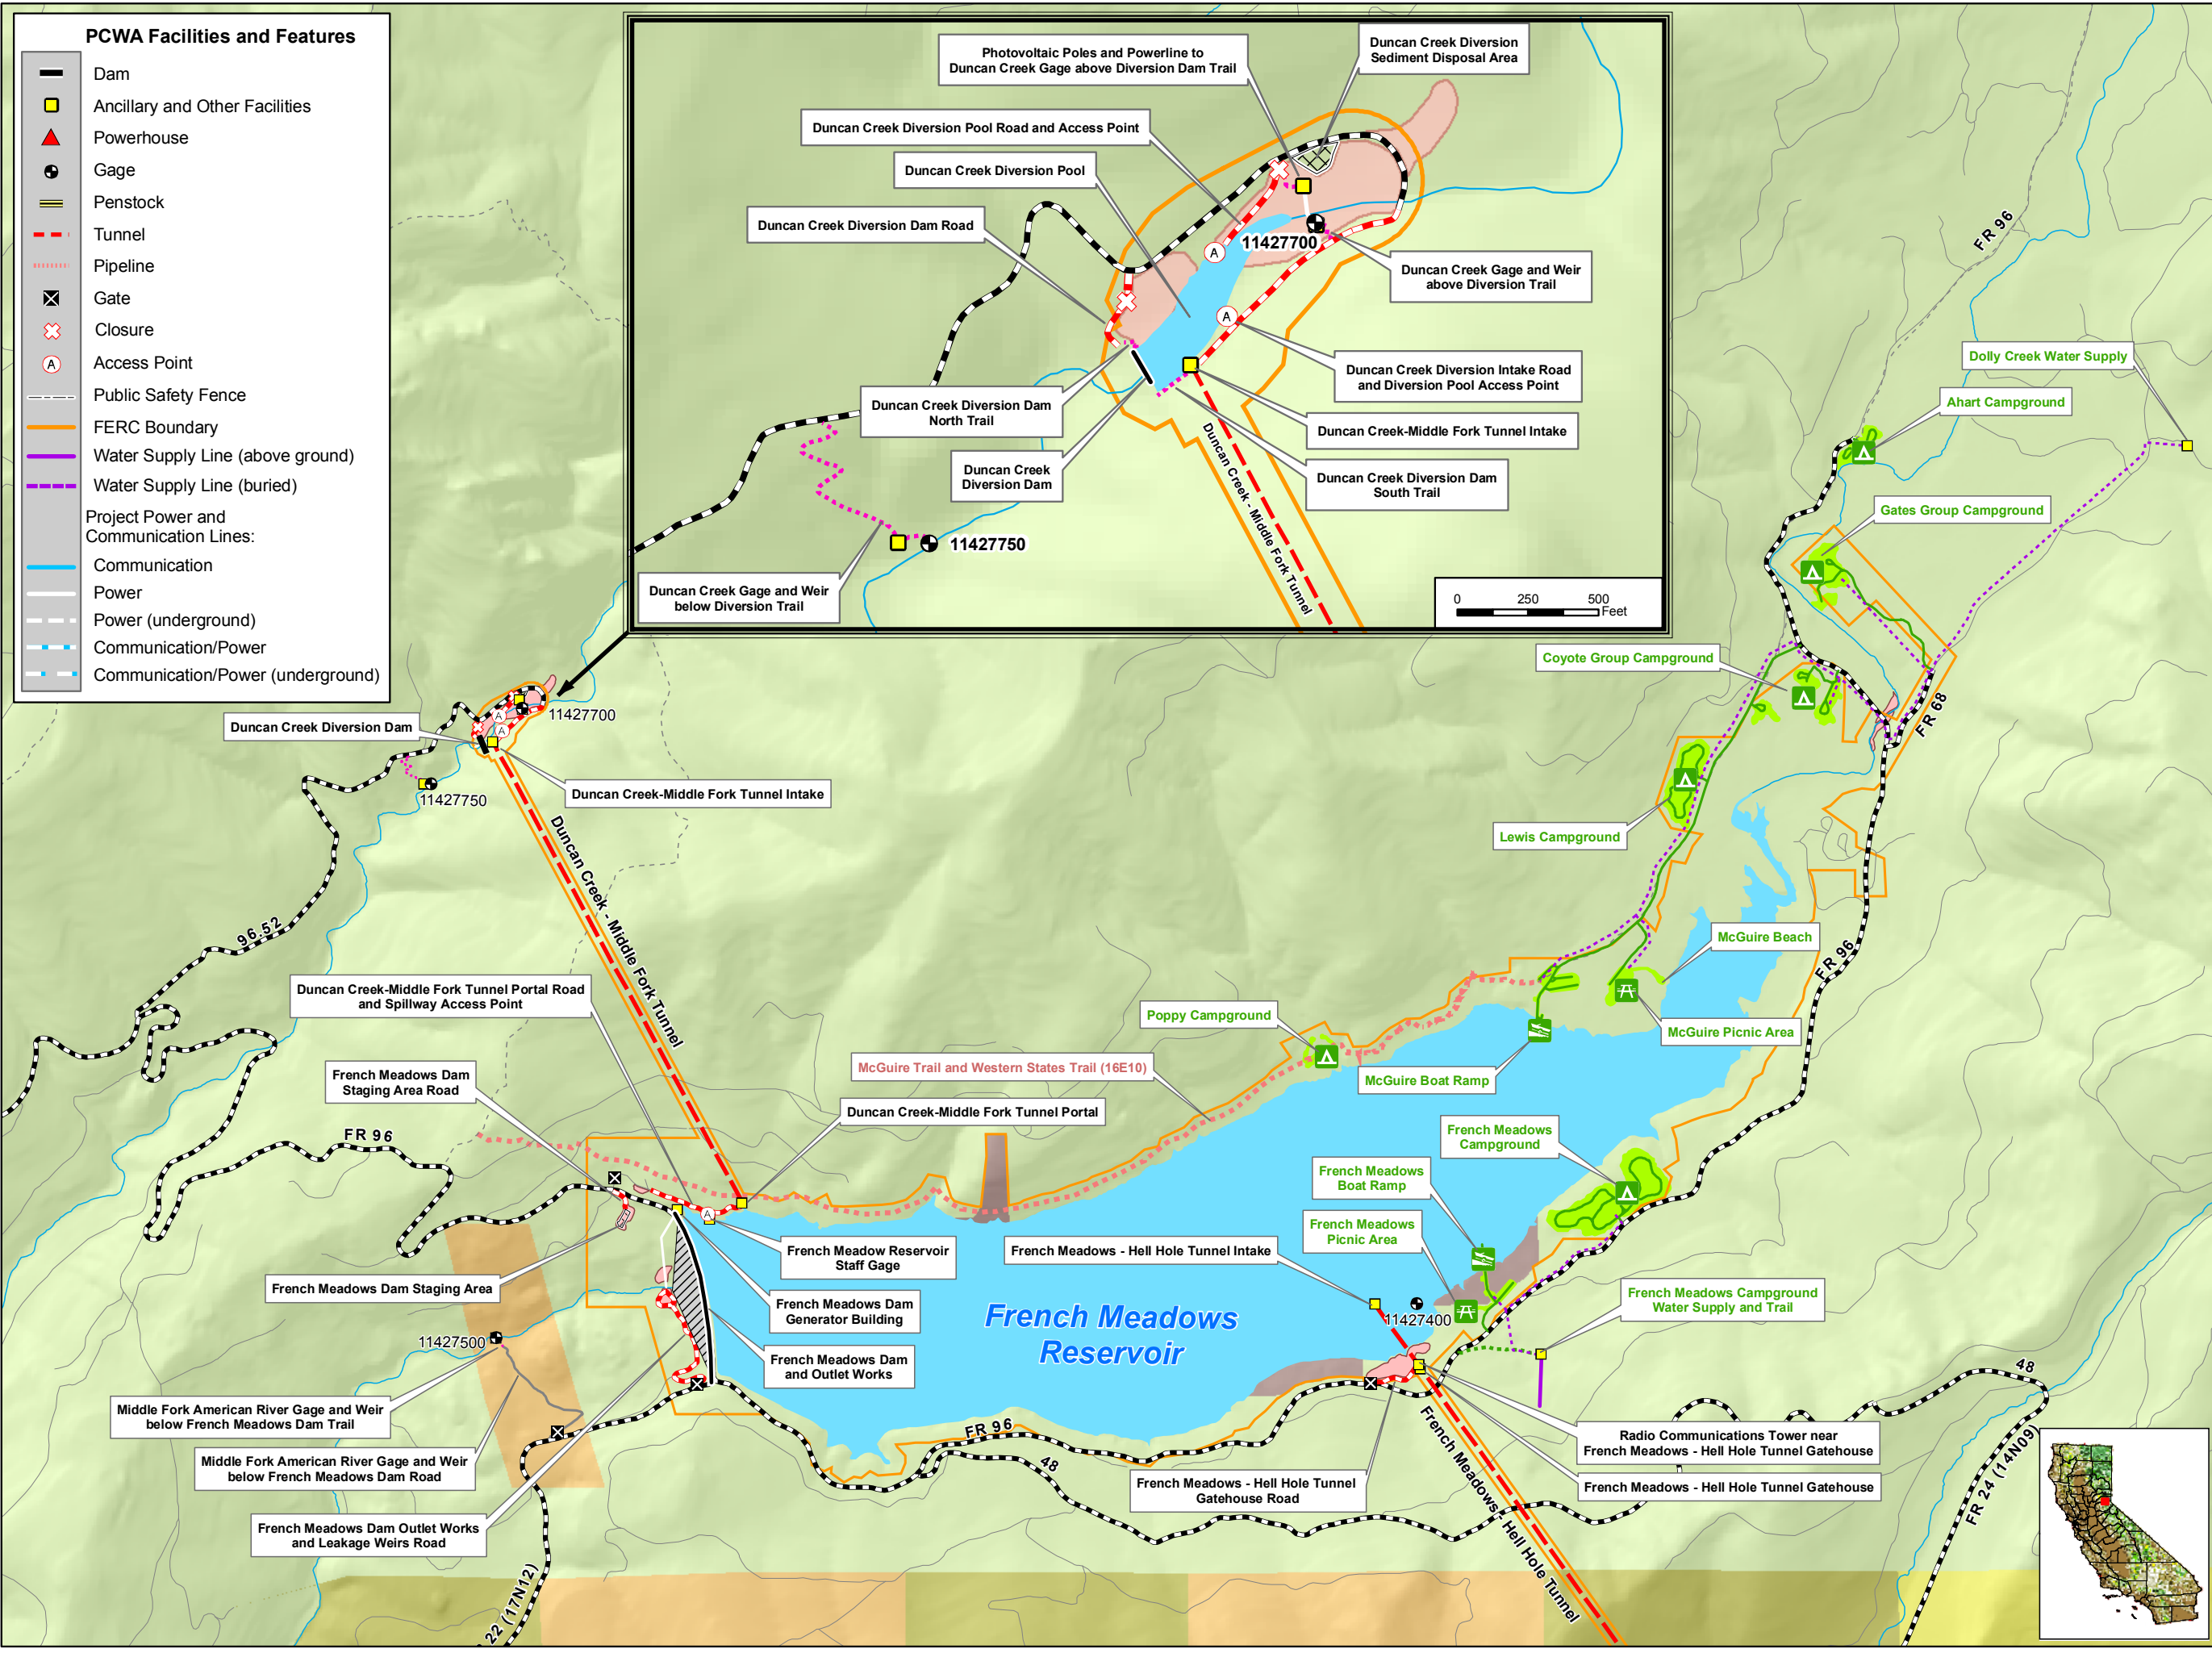 PCWA Facilities and Features
Dam
Ancillary and Other Facilities
Powerhouse
Gage
Penstock
Tunnel
Pipeline
Gate
Closure
A
Access Point
Public Safety Fence
FERC Boundary
Water Supply Line (above ground)
Water Supply Line (buried)
Project Power and
Communication Lines:
Communication
Power
Power (underground)
Communication/Power
Communication/Power (underground)
Photovoltaic Poles and Powerline to
Duncan Creek Gage above Diversion Dam Trail
Duncan Creek Diversion
Sediment Disposal Area
Duncan Creek Diversion Pool Road and Access Point
Duncan Creek Diversion Pool
Duncan Creek Diversion Dam Road
11427700
A
A
Duncan Creek Gage and Weir
above Diversion Trail
Duncan Creek Diversion Intake Road
and Diversion Pool Access Point
Duncan Creek Diversion Dam
North Trail
Duncan Creek-Middle Fork Tunnel Intake
Duncan Creek
Diversion Dam
Duncan Creek Diversion Dam
South Trail
Duncan Creek - Middle Fork Tunnel
11427750
Duncan Creek Gage and Weir
below Diversion Trail
0 250 500
Feet
FR 96
Dolly Creek Water Supply
Ahart Campground
Gates Group Campground
Coyote Group Campground
FR 68
Lewis Campground
Duncan Creek Diversion Dam
A
A
11427700
11427750
Duncan Creek-Middle Fork Tunnel Intake
Duncan Creek - Middle Fork Tunnel
96.52
McGuire Beach
FR 96
Duncan Creek-Middle Fork Tunnel Portal Road
and Spillway Access Point
Poppy Campground
McGuire Picnic Area
McGuire Boat Ramp
French Meadows Dam
Staging Area Road
McGuire Trail and Western States Trail (16E10)
Duncan Creek-Middle Fork Tunnel Portal
FR 96
French Meadows
Campground
French Meadows
Boat Ramp
French Meadows
Picnic Area
A
French Meadow Reservoir
Staff Gage
French Meadows - Hell Hole Tunnel Intake
French Meadows Dam Staging Area
French Meadows Dam
Generator Building
French Meadows
Reservoir
11427400
French Meadows Campground
Water Supply and Trail
11427500
French Meadows Dam
and Outlet Works
48
Middle Fork American River Gage and Weir
below French Meadows Dam Trail
FR 96
Radio Communications Tower near
French Meadows - Hell Hole Tunnel Gatehouse
Middle Fork American River Gage and Weir
below French Meadows Dam Road
48
French Meadows - Hell Hole Tunnel
Gatehouse Road
French Meadows - Hell Hole Tunnel Gatehouse
French Meadows Dam Outlet Works
and Leakage Weirs Road
French Meadows - Hell Hole Tunnel
FR 24 (14N09)
22 (17N12)